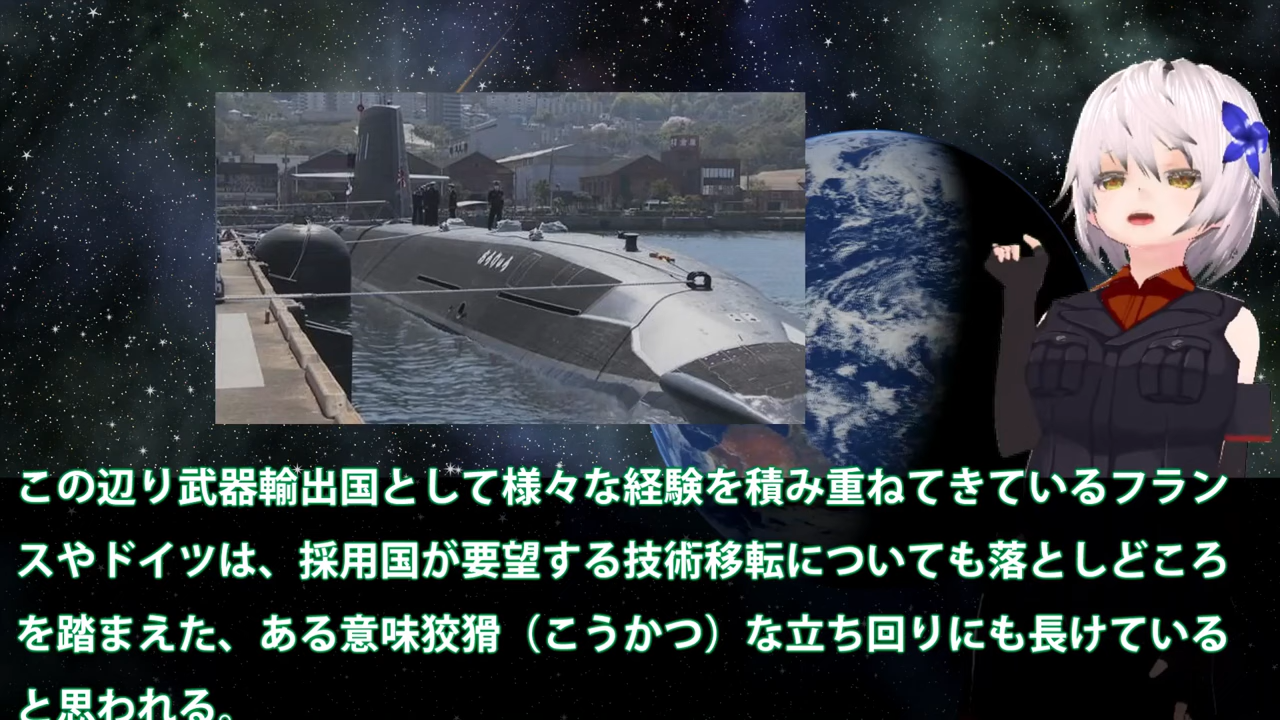 この辺り武器輸出国として様々な経験を積み重ねてきているフラン
スやドイツは、採用国が要望する技術移転についても落としどころ
を踏まえた、ある意味狡猾（こうかつ）な立ち回りにも長けている
と思われる。